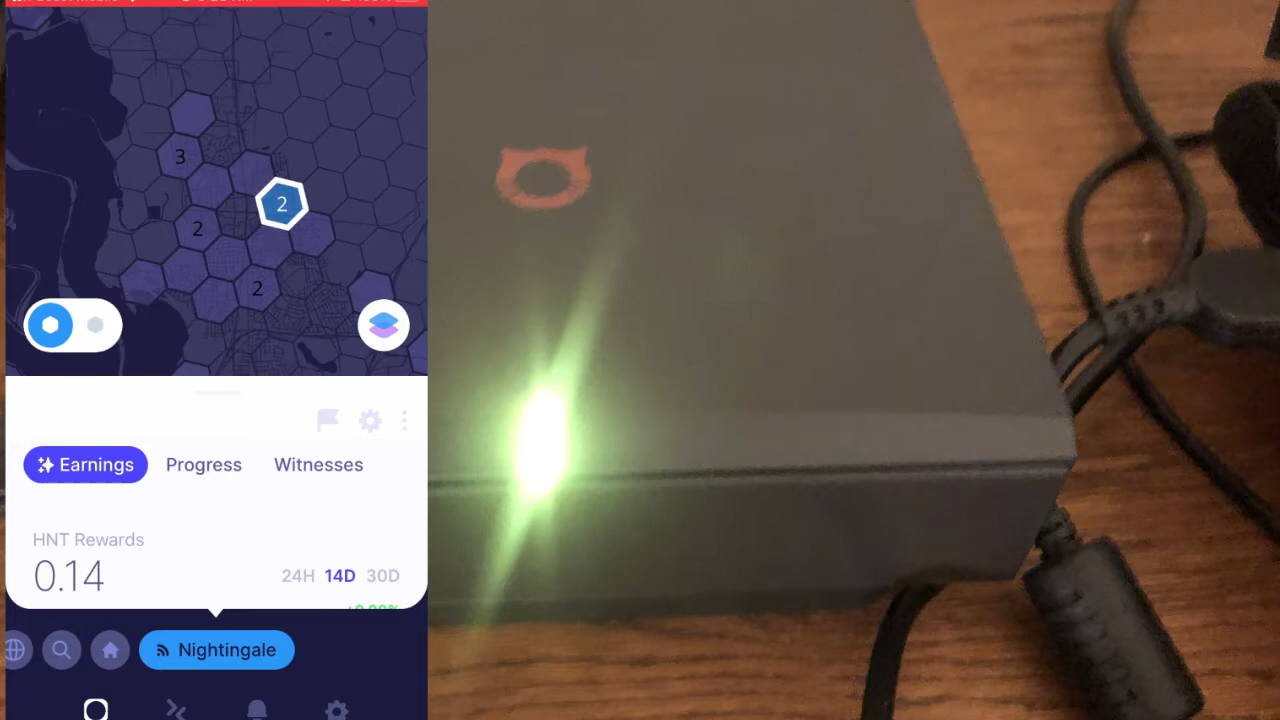 3
2
2
2
Earnings
Progress
Witnesses
HNT Rewards
0.14
24H
14D
30D
Nightingale